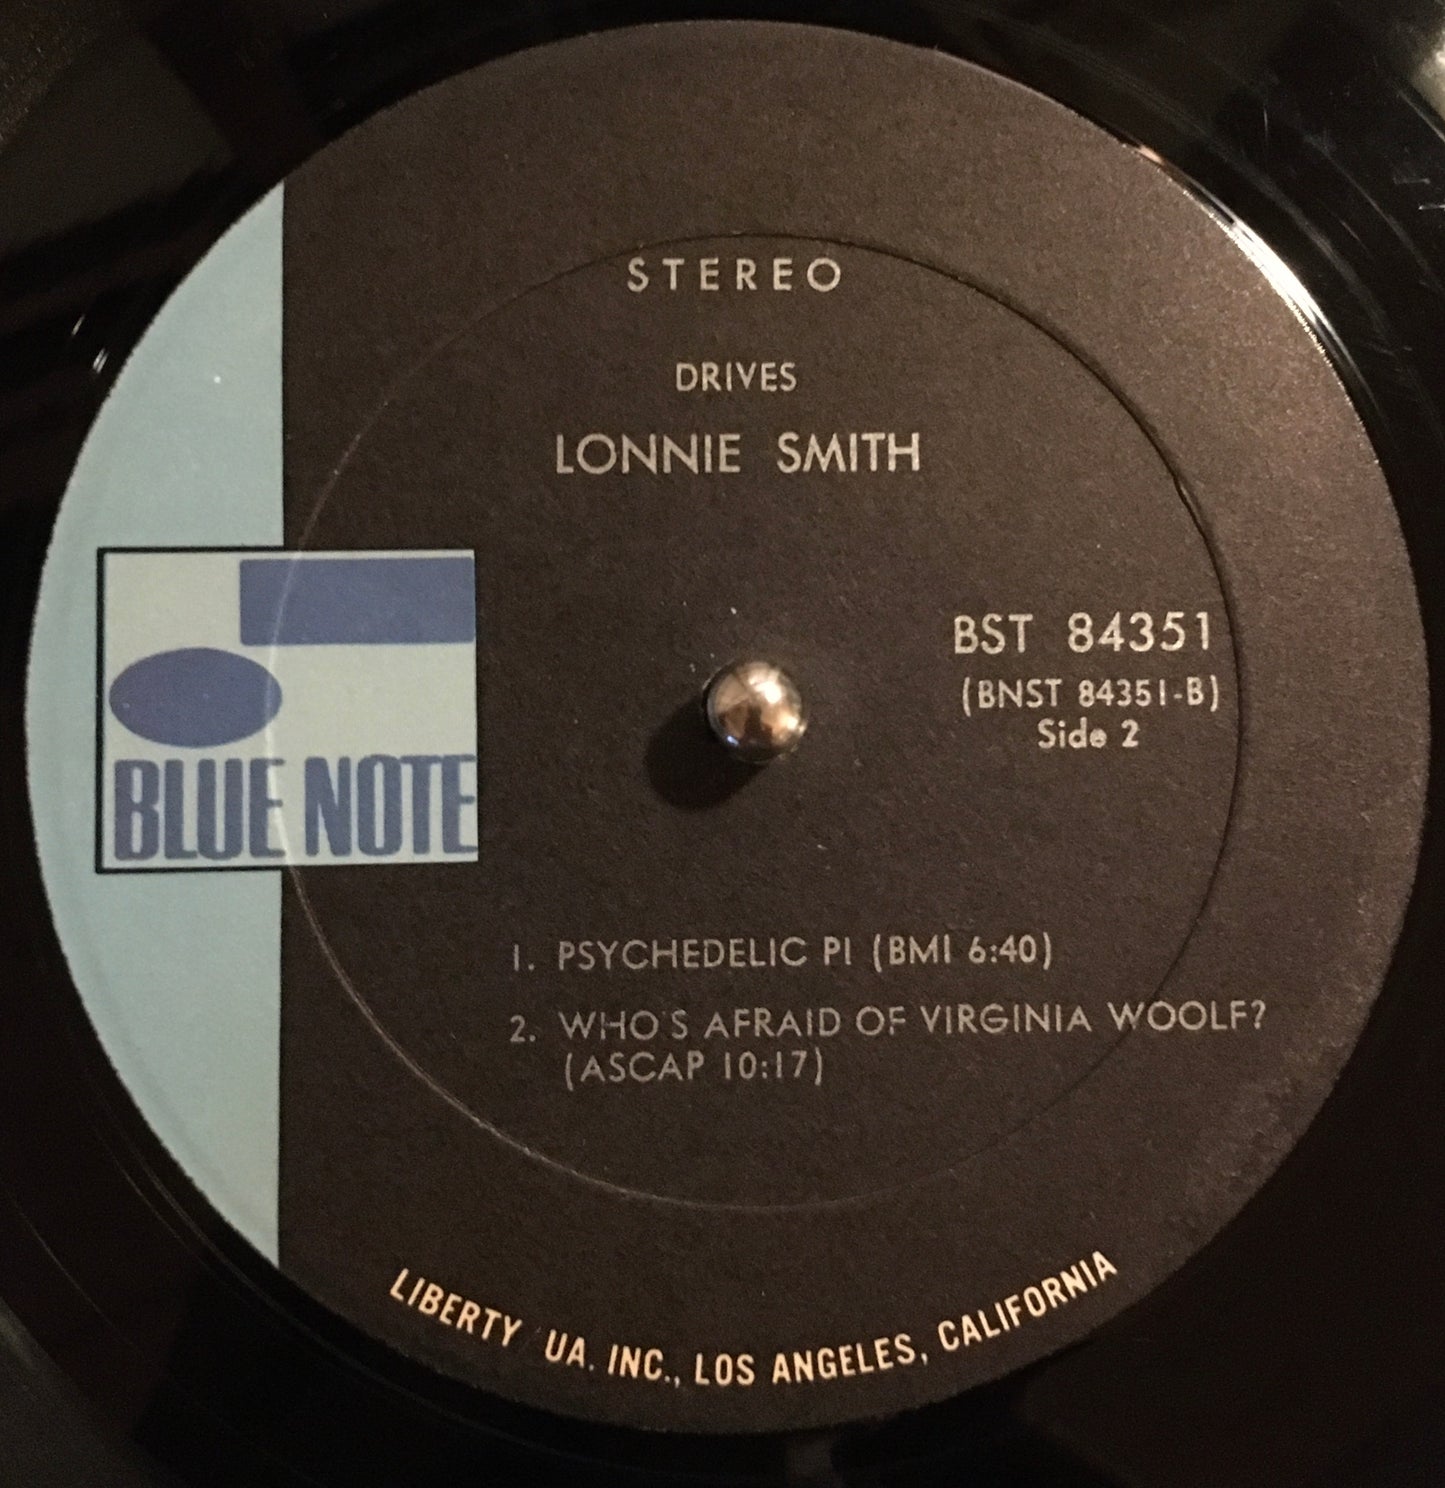 STEREO
DRIVES
LONNIE SMITH
BLUE NOTE
BST 84351
(BNST 84351-B)
Side 2
1. PSYCHEDELIC PI (BMI 6:40)
2. WHO'S AFRAID OF VIRGINIA WOOLF?
(ASCAP 10:17)
LIBERTY UA. INC., LOS ANGELES, CALIFORNIA